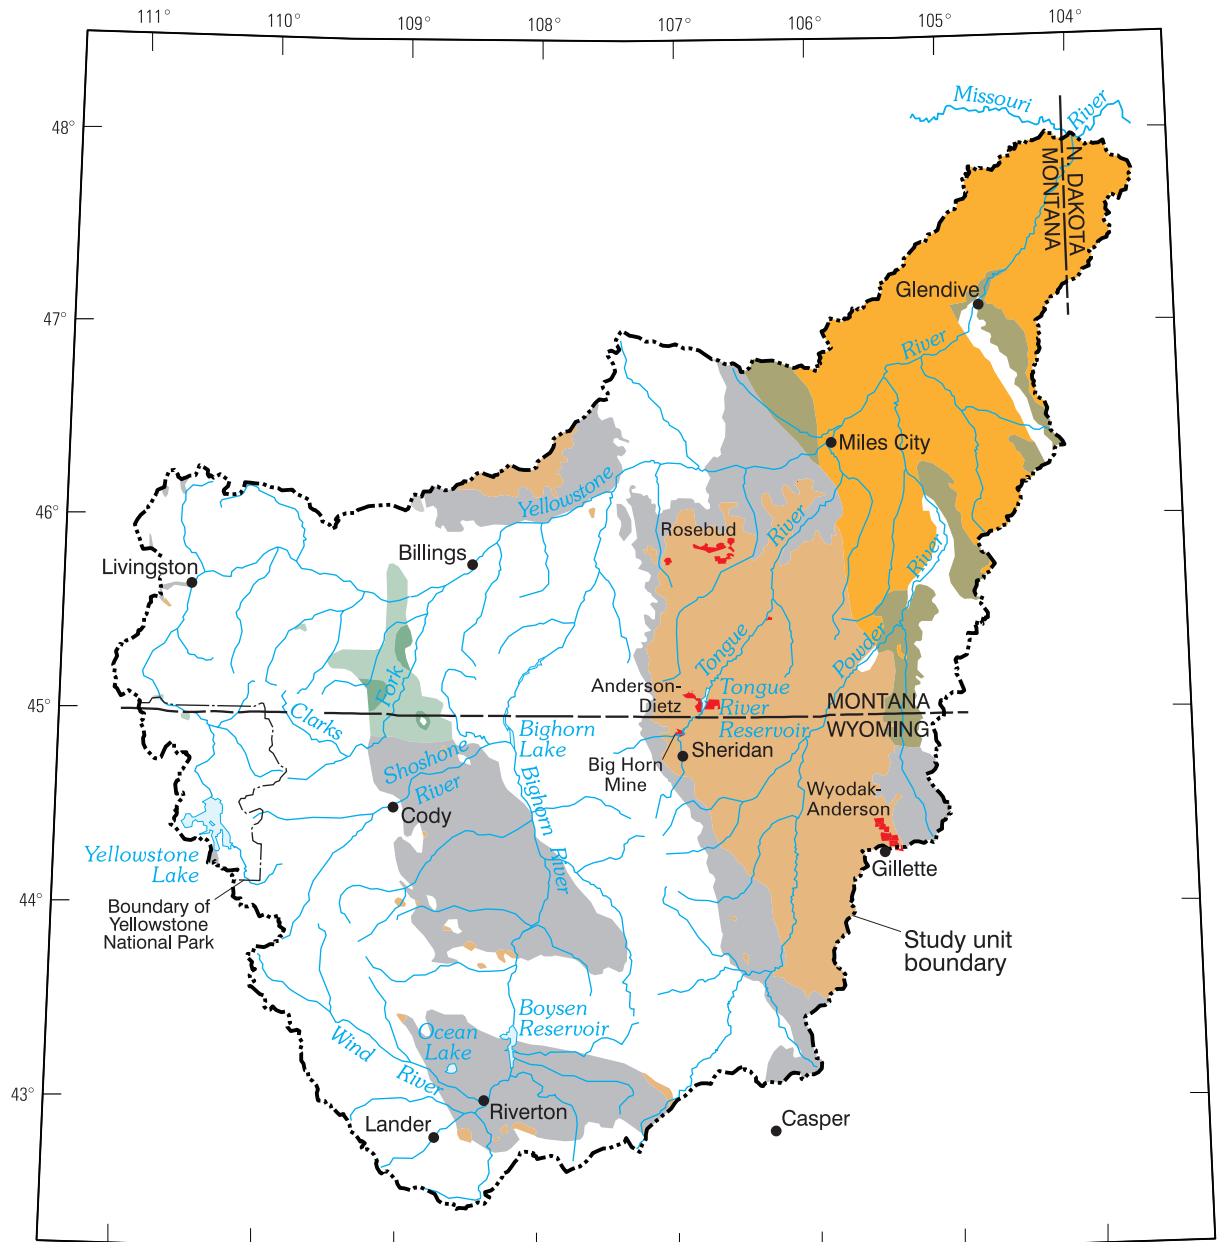 111°
110°
109°
108°
107°
106°
105°
104°
48°
47°
46°
45°
44°
43°
Missouri
River
N. DAKOTA
MONTANA
Glendive
River
Miles City
Yellowstone
River
Rosebud
Billings
Livingston
River
Tongue
Powder
Fork
Clarks
Anderson-
Dietz
Tongue
River
Reservoir
MONTANA
WYOMING
Bighorn
Lake
Big Horn
Mine
Sheridan
Shoshone
River
Cody
Bighorn
River
Wyodak-
Anderson
Gillette
Yellowstone
Lake
Boundary of
Yellowstone
National Park
Study unit
boundary
Boysen
Reservoir
Ocean
Lake
Wind
River
Riverton
Lander
Casper